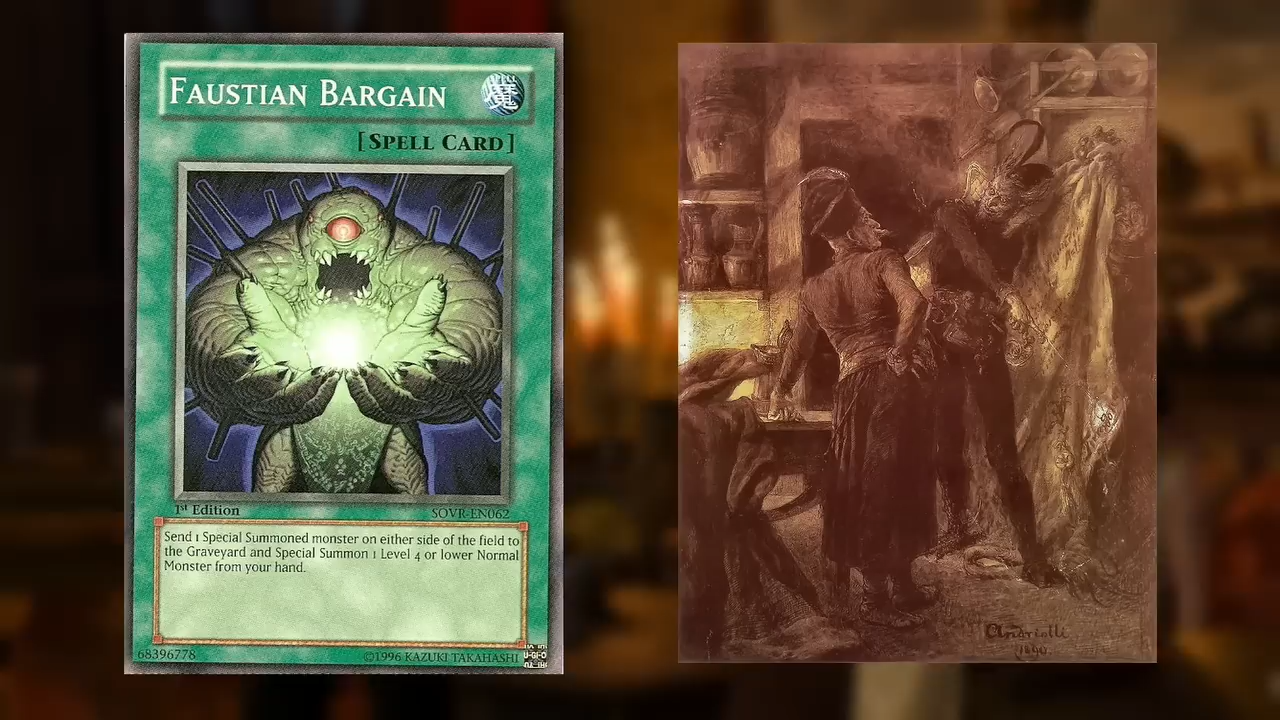 FAUSTIAN BARGAIN
[SPELL CARD]
1st Edition
SOVR-EN062
Send 1 Special Summoned monster on either side of the field to
the Graveyard and Special Summon 1 Level 4 or lower Normal
Monster from your hand.
68396778
©1996 KAZUKI TAKAHASHI
Andriolli